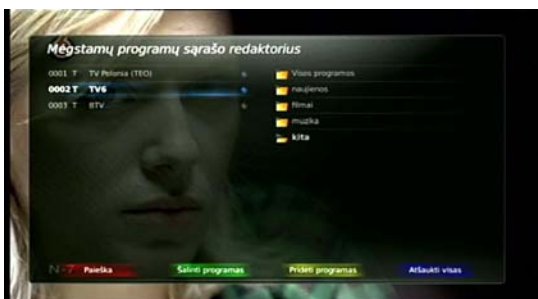 Mėgstamų programų sąrašo redaktorius
0001 T TV Polonia (TEO)
0002 T TV6
0003 T BTV
Visos programos
naujienos
filmai
muzika
kita
N-7 Paieška Šalinti programas Pridėti programas Atšaukti visas